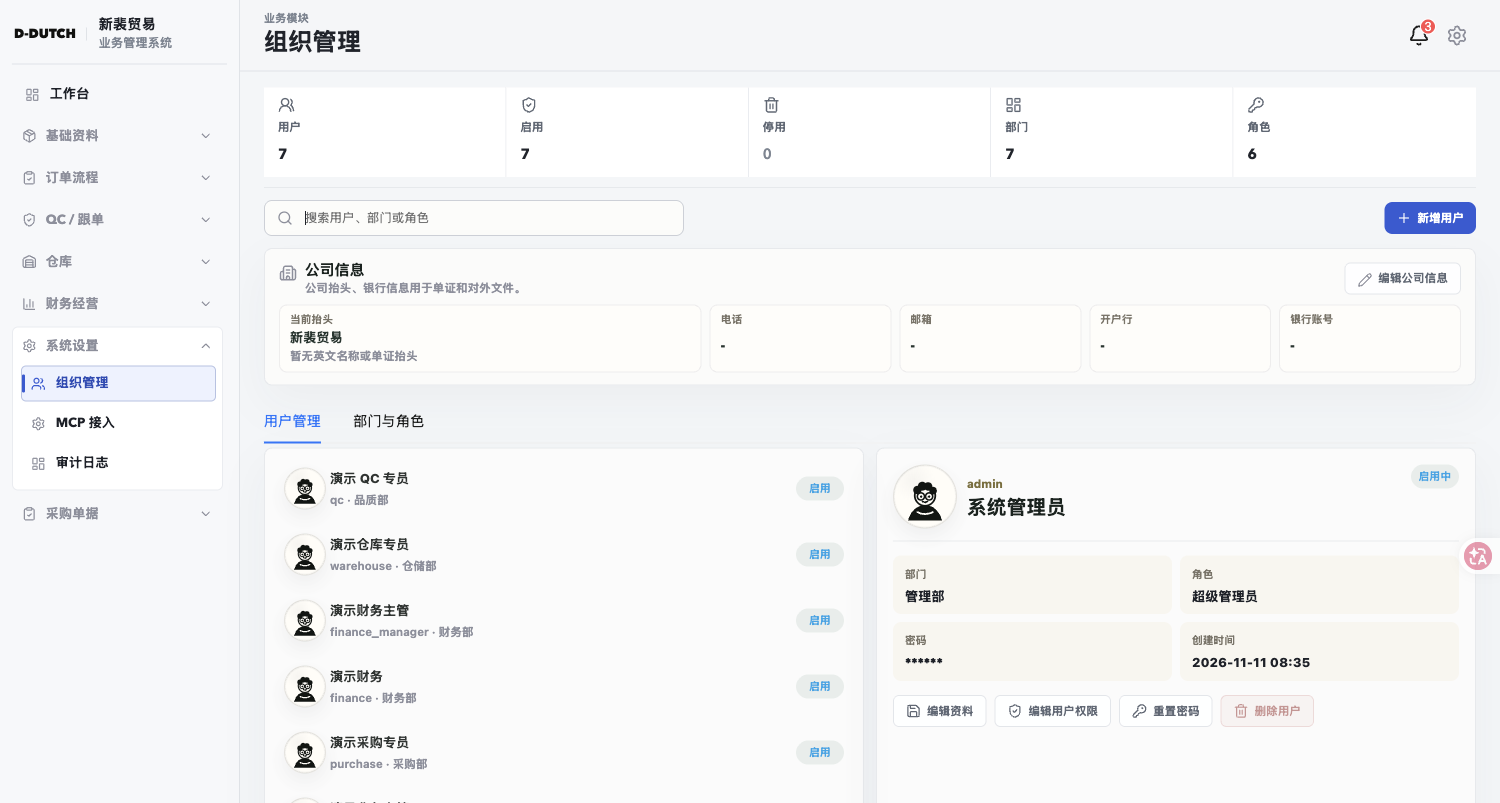 D-DUTCH
新裴贸易
业务管理系统
工作台
基础资料
订单流程
QC / 跟单
仓库
财务经营
系统设置
组织管理
MCP 接入
审计日志
采购单据
业务模块
组织管理
3
用户
7
启用
7
停用
0
部门
7
角色
6
搜索用户、部门或角色
新增用户
公司信息
公司抬头、银行信息用于单证和对外文件。
编辑公司信息
当前抬头
新裴贸易
暂无英文名称或单证抬头
电话
-
邮箱
-
开户行
-
银行账号
-
用户管理
部门与角色
演示 QC 专员
qc · 品质部
启用
演示仓库专员
warehouse · 仓储部
启用
演示财务主管
finance_manager · 财务部
启用
演示财务
finance · 财务部
启用
演示采购专员
purchase · 采购部
启用
admin
系统管理员
启用中
部门
管理部
角色
超级管理员
密码
******
创建时间
2026-11-11 08:35
编辑资料
编辑用户权限
重置密码
删除用户